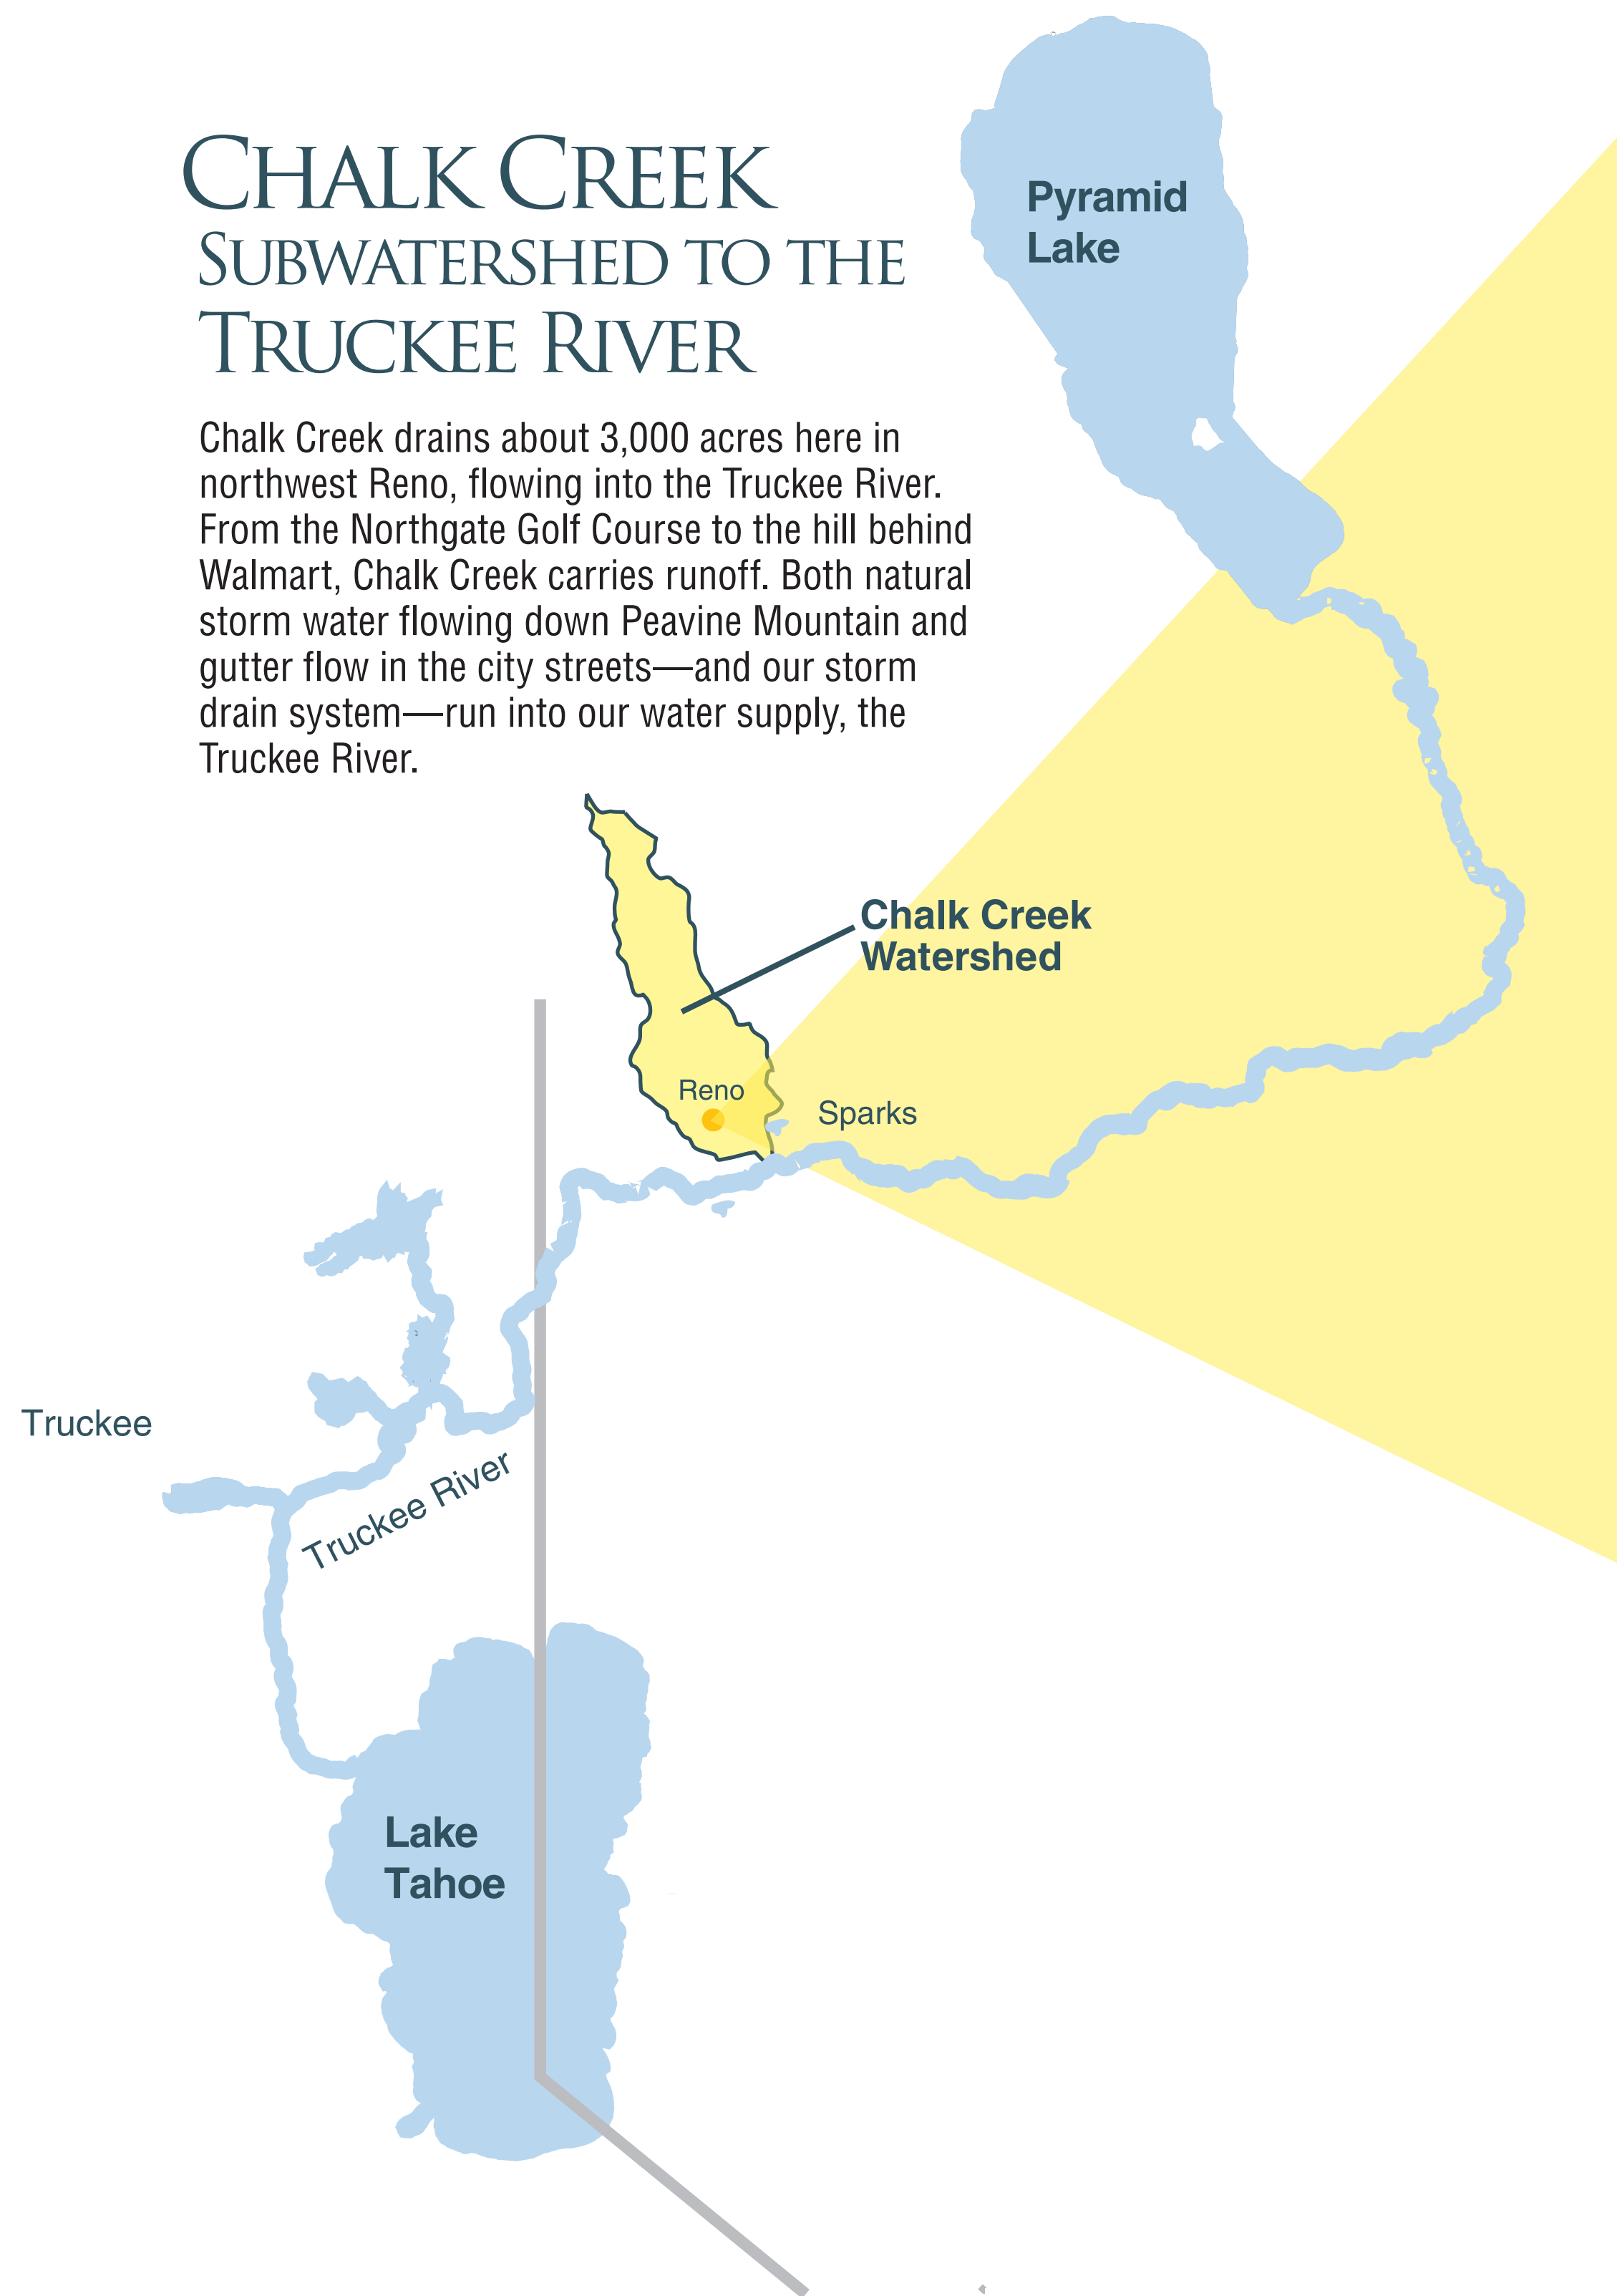 CHALK CREEK
SUBWATERSHED TO THE
TRUCKEE RIVER
Chalk Creek drains about 3,000 acres here in
northwest Reno, flowing into the Truckee River.
From the Northgate Golf Course to the hill behind
Walmart, Chalk Creek carries runoff. Both natural
storm water flowing down Peavine Mountain and
gutter flow in the city streets—and our storm
drain system—run into our water supply, the
Truckee River.
Pyramid
Lake
Chalk Creek
Watershed
Reno
Sparks
Truckee
Truckee River
Lake
Tahoe